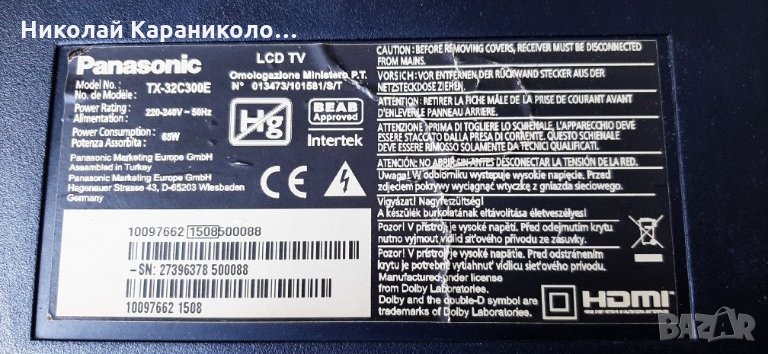 Николай Караниколо...
Panasonic
LCD TV
Model No.:
No. de Modèle:
TX-32C300E
Omologazione Ministero P.T.
N° 013473/101581/S/T
Power Rating:
Alimentation :
220-240V ~ 50Hz
Power Consumption :
Potenza Assorbita :
65W
Hg
BEAB
Approved
Intertek
Panasonic Marketing Europe GmbH
Assembled in Turkey
Panasonic Marketing Europe GmbH
Hagenauer Strasse 43, D-65203 Wiesbaden
Germany
CE
10097662 1508 500088
-SN: 27396378 500088
10097662 1508
CAUTION : BEFORE REMOVING COVERS, RECEIVER MUST BE DISCONNECTED
FROM MAINS.
VORSICHT : VOR ENTFERNEN DER RÜCKWAND STECKER AUS DER
NETZSTECKDOSE ZIEHEN.
ATTENTION : RETIRER LA FICHE MÂLE DE LA PRISE DE COURANT AVANT
D'ENLEVER LE PANNEAU ARRIERE.
ATTENZIONE : PRIMA DI TOGLIERE LO SCHIENALE, L'APPARECCHIO DEVE
ESSERE STACCATO DALLA PRESA DI CORRENTE. QUESTO SCHIENALE
DEVE ESSERE RIMOSSO SOLAMENTE DA TECNICI QUALIFICATI.
ATENCIÓN : NO ABRIR SIN ANTES DESCONECTAR LA TENSIÓN DE LA RED.
Uwaga! W odbiorniku występuje wysokie napięcie. Przed
zdjęciem pokrywy wyciągnąć wtyczkę z gniazda sieciowego.
Vigyázat! Nagyfeszültség!
A készülék burkolatának eltávolítása életveszélyes!
Pozor! V přístroji je vysoké napětí. Před odejmutím krytu
nutno vyjmout vidlici síťového přívodu ze zásuvky.
Pozor! V prístroji je vysoké napätie. Pred odstránením
krytu je potrebné vytiahnuť vidlicu sieťového prívodu.
Manufactured under license
from Dolby Laboratories.
Dolby and the double-D symbol are
trademarks of Dolby Laboratories.
HDMI
BAZAR